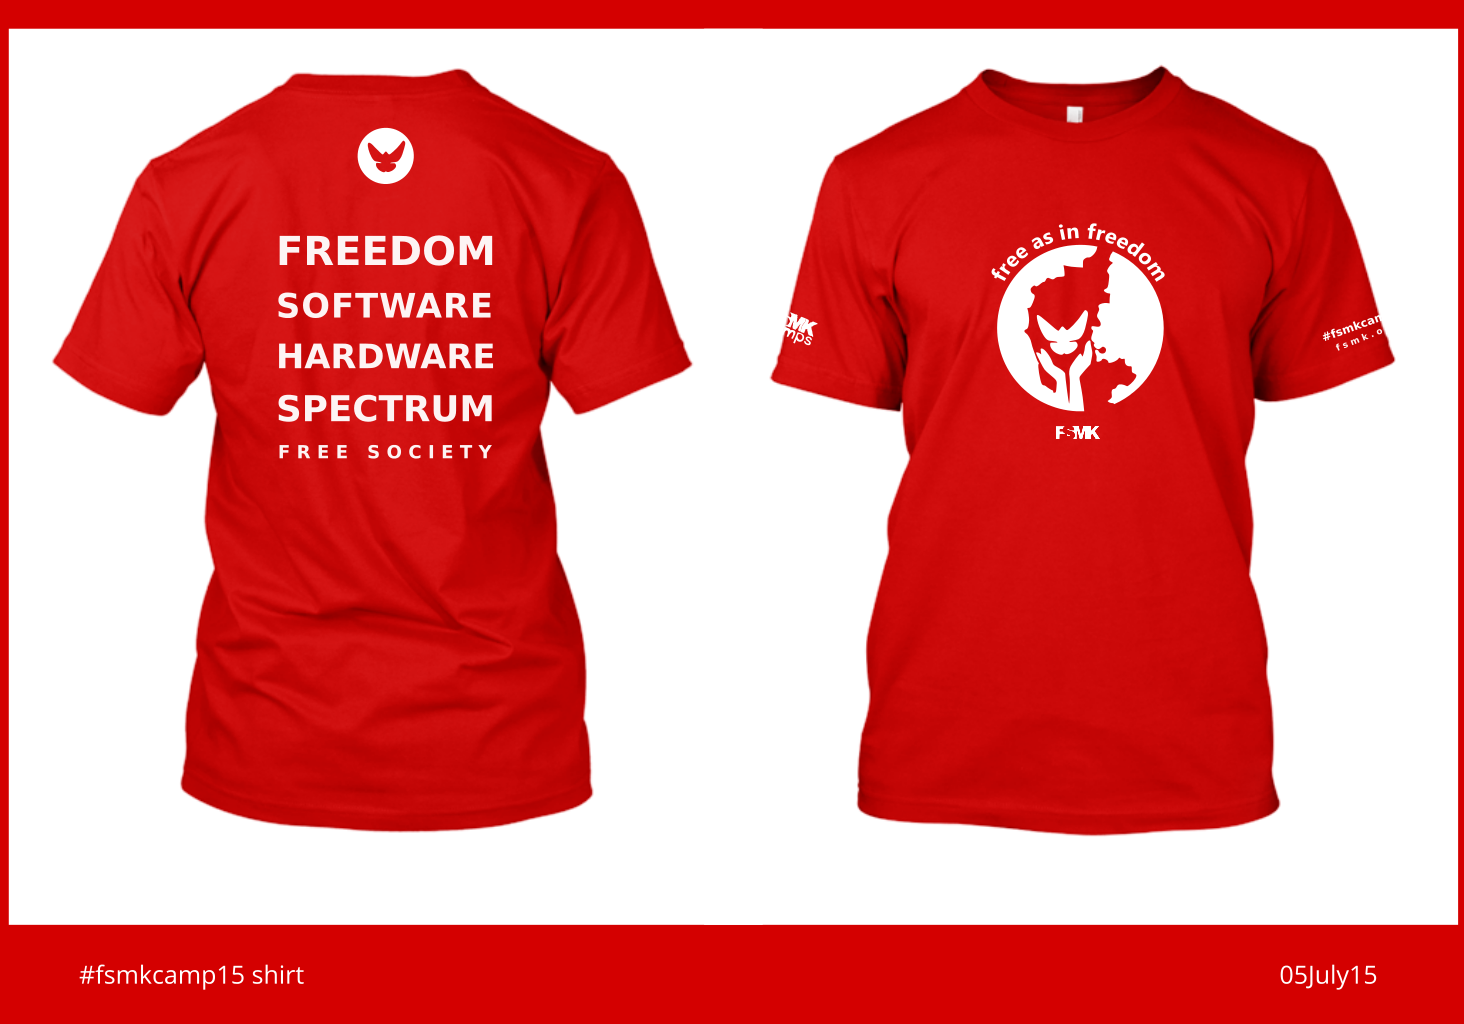 FREEDOM
SOFTWARE
HARDWARE
SPECTRUM
FREE SOCIETY
free as in freedom
FSMK
#fsmkcamp15 shirt
05July15